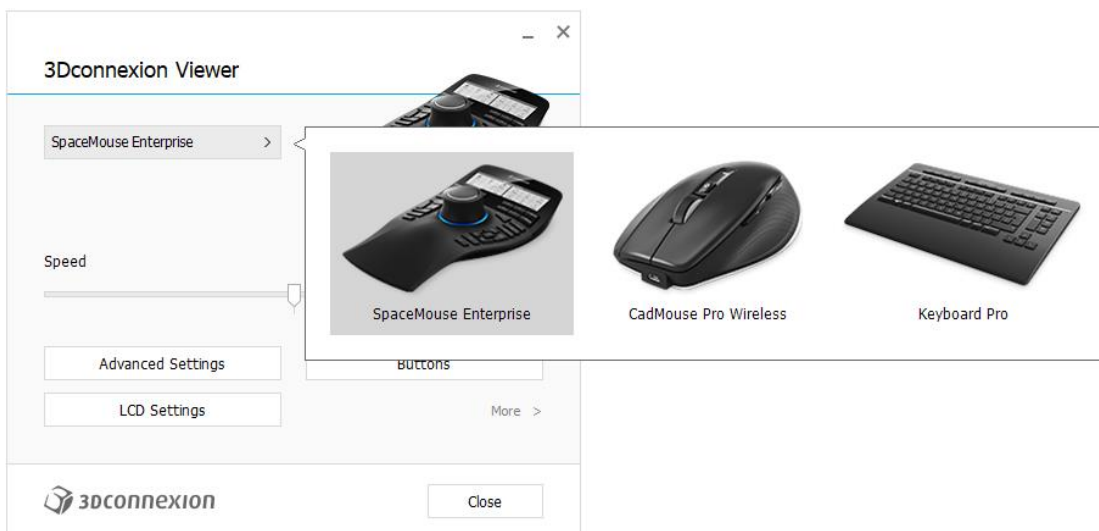 3Dconnexion Viewer
SpaceMouse Enterprise >
SpaceMouse Enterprise
CadMouse Pro Wireless
Keyboard Pro
Speed
Advanced Settings
Buttons
LCD Settings
More >
3Dconnexion
Close